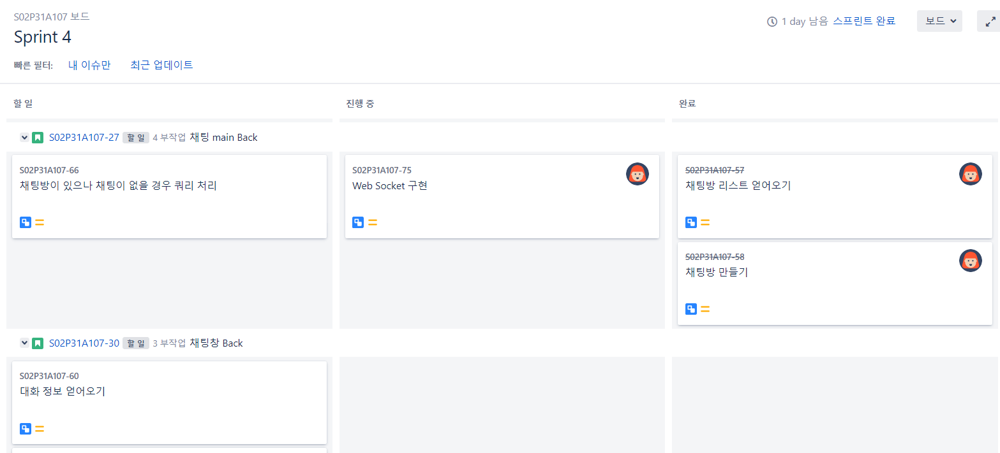 S02P31A107 보드
Sprint 4
1 day 남음 스프린트 완료
보드
빠른 필터: 내 이슈만 최근 업데이트
할 일
진행 중
완료
S02P31A107-27 할 일 4 부작업 채팅 main Back
S02P31A107-66
채팅방이 있으나 채팅이 없을 경우 쿼리 처리
S02P31A107-75
Web Socket 구현
S02P31A107-57
채팅방 리스트 얻어오기
S02P31A107-58
채팅방 만들기
S02P31A107-30 할 일 3 부작업 채팅창 Back
S02P31A107-60
대화 정보 얻어오기